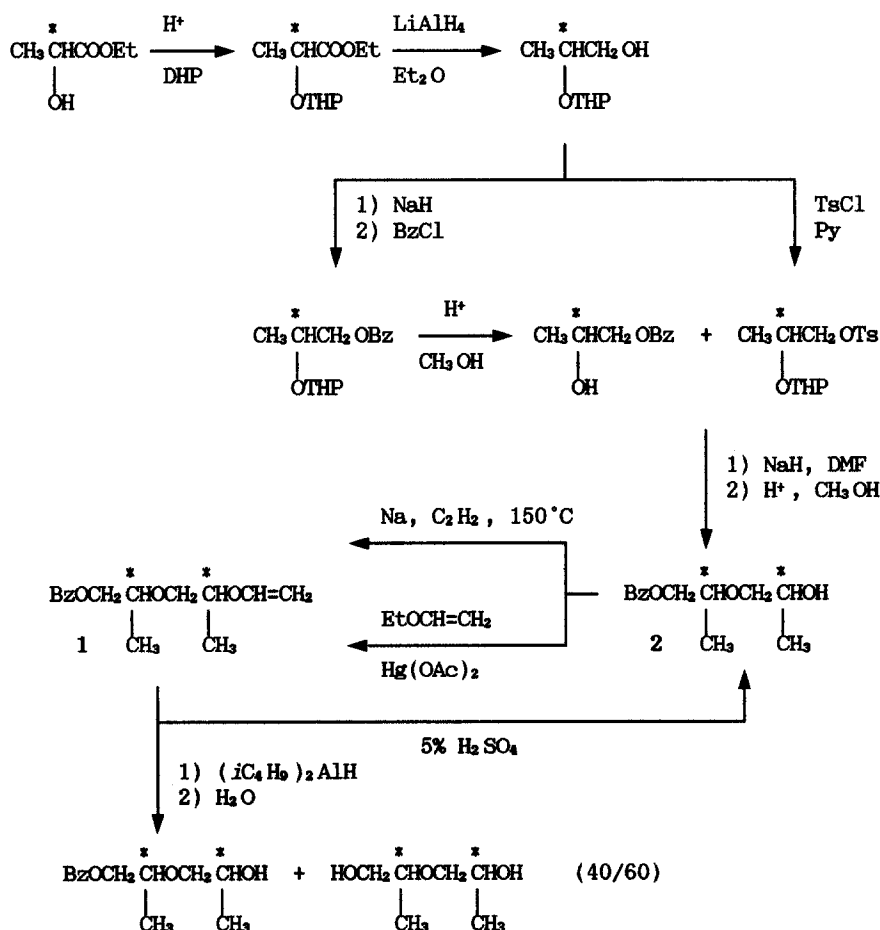 * H⁺ * LiAlH₄ *
CH₃CHCOOEt CH₃CHCOOEt CH₃CHCH₂OH
DHP Et₂O
OH OTHP OTHP
1) NaH TsCl
2) BzCl Py
* H⁺ * *
CH₃CHCH₂OBz CH₃CHCH₂OBz + CH₃CHCH₂OTs
CH₃OH
OTHP OH OTHP
1) NaH, DMF
2) H⁺, CH₃OH
Na, C₂H₂, 150°C
* * * *
BzOCH₂CHOCH₂CHOCH=CH₂ BzOCH₂CHOCH₂CHOH
EtOCH=CH₂
1 CH₃ CH₃ 2 CH₃ CH₃
Hg(OAc)₂
5% H₂SO₄
1) (iC₄H₉)₂AlH
2) H₂O
* * * *
BzOCH₂CHOCH₂CHOH + HOCH₂CHOCH₂CHOH (40/60)
CH₃ CH₃ CH₃ CH₃